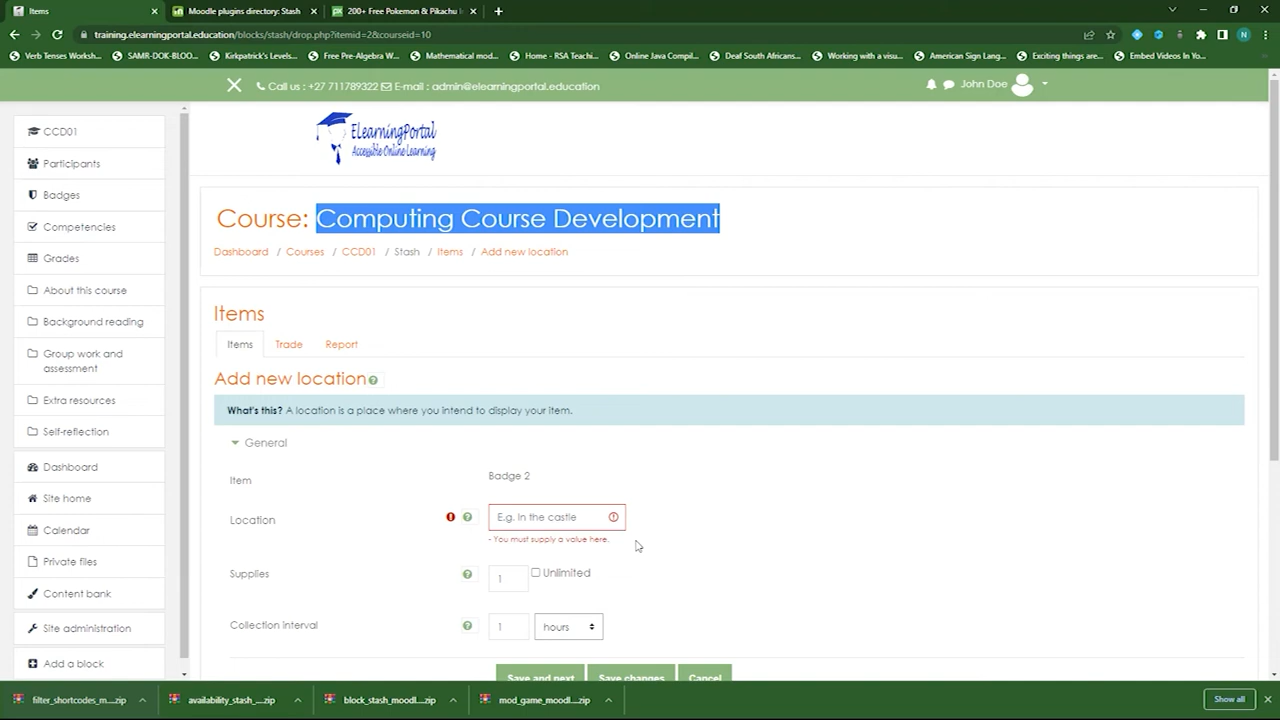 Items
Moodle plugins directory: Stash
200+ Free Pokemon & Pikachu I
training.elearningportal.education/blocks/stash/drop.php?itemid=2&courseid=10
N
Verb Tenses Worksh...
SAMR-DOK-BLOO...
Kirkpatrick's Levels...
Free Pre-Algebra W...
Mathematical mod...
Home - RSA Teachi...
Online Java Compil...
Deaf South Africans...
Working with a visu...
American Sign Lang...
Exciting things are...
Embed Videos In Yo...
Call us : +27 711789322 E-mail : admin@elearningportal.education
John Doe
ElearningPortal
Accessible Online Learning
CCD01
Participants
Badges
Competencies
Grades
About this course
Background reading
Group work and
assessment
Extra resources
Self-reflection
Dashboard
Site home
Calendar
Private files
Content bank
Site administration
Add a block
Course: Computing Course Development
Dashboard / Courses / CCD01 / Stash / Items / Add new location
Items
Items Trade Report
Add new location
What's this? A location is a place where you intend to display your item.
General
Item Badge 2
Location E.g. In the castle
- You must supply a value here.
Supplies 1 Unlimited
Collection interval 1 hours
Save and next Save changes Cancel
filter_shortcodes_m....zip
availability_stash_....zip
block_stash_moodl....zip
mod_game_moodl....zip
Show all